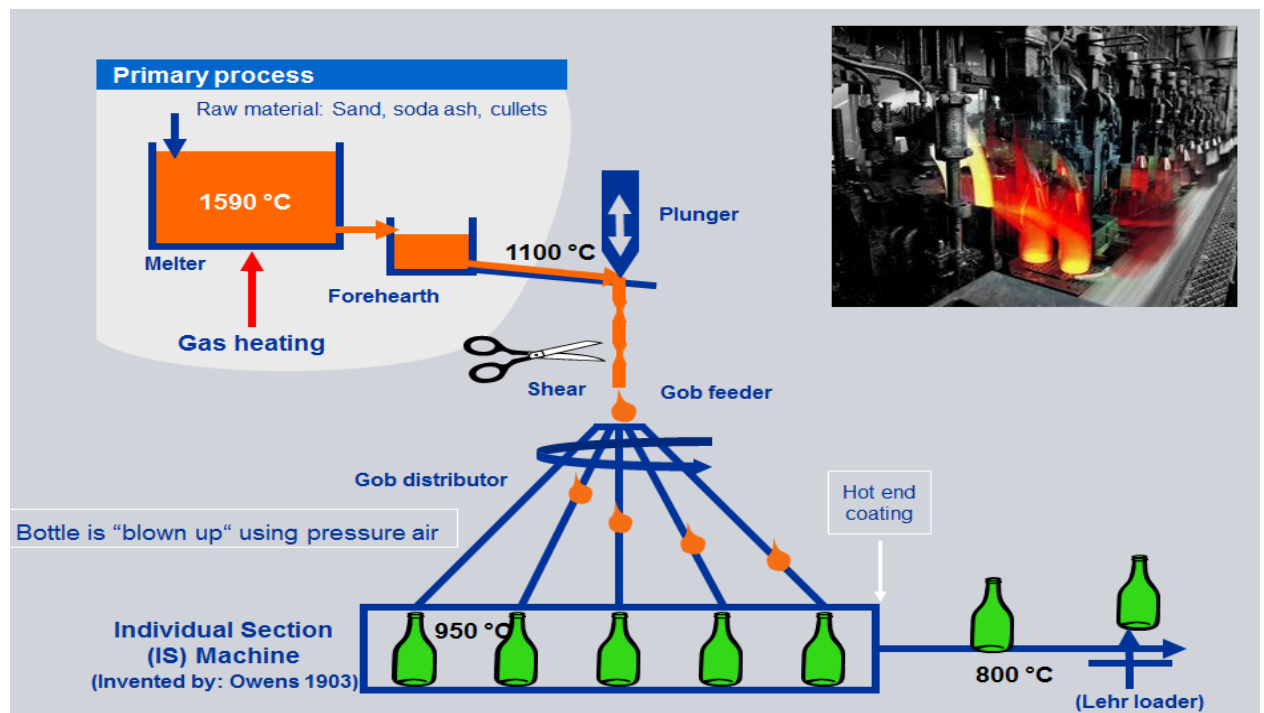 Primary process
Raw material: Sand, soda ash, cullets
1590 °C
Melter
Gas heating
Forehearth
1100 °C
Plunger
Shear
Gob feeder
Gob distributor
Hot end
coating
Bottle is “blown up“ using pressure air
Individual Section
(IS) Machine
(Invented by: Owens 1903)
950 °C
800 °C
(Lehr loader)